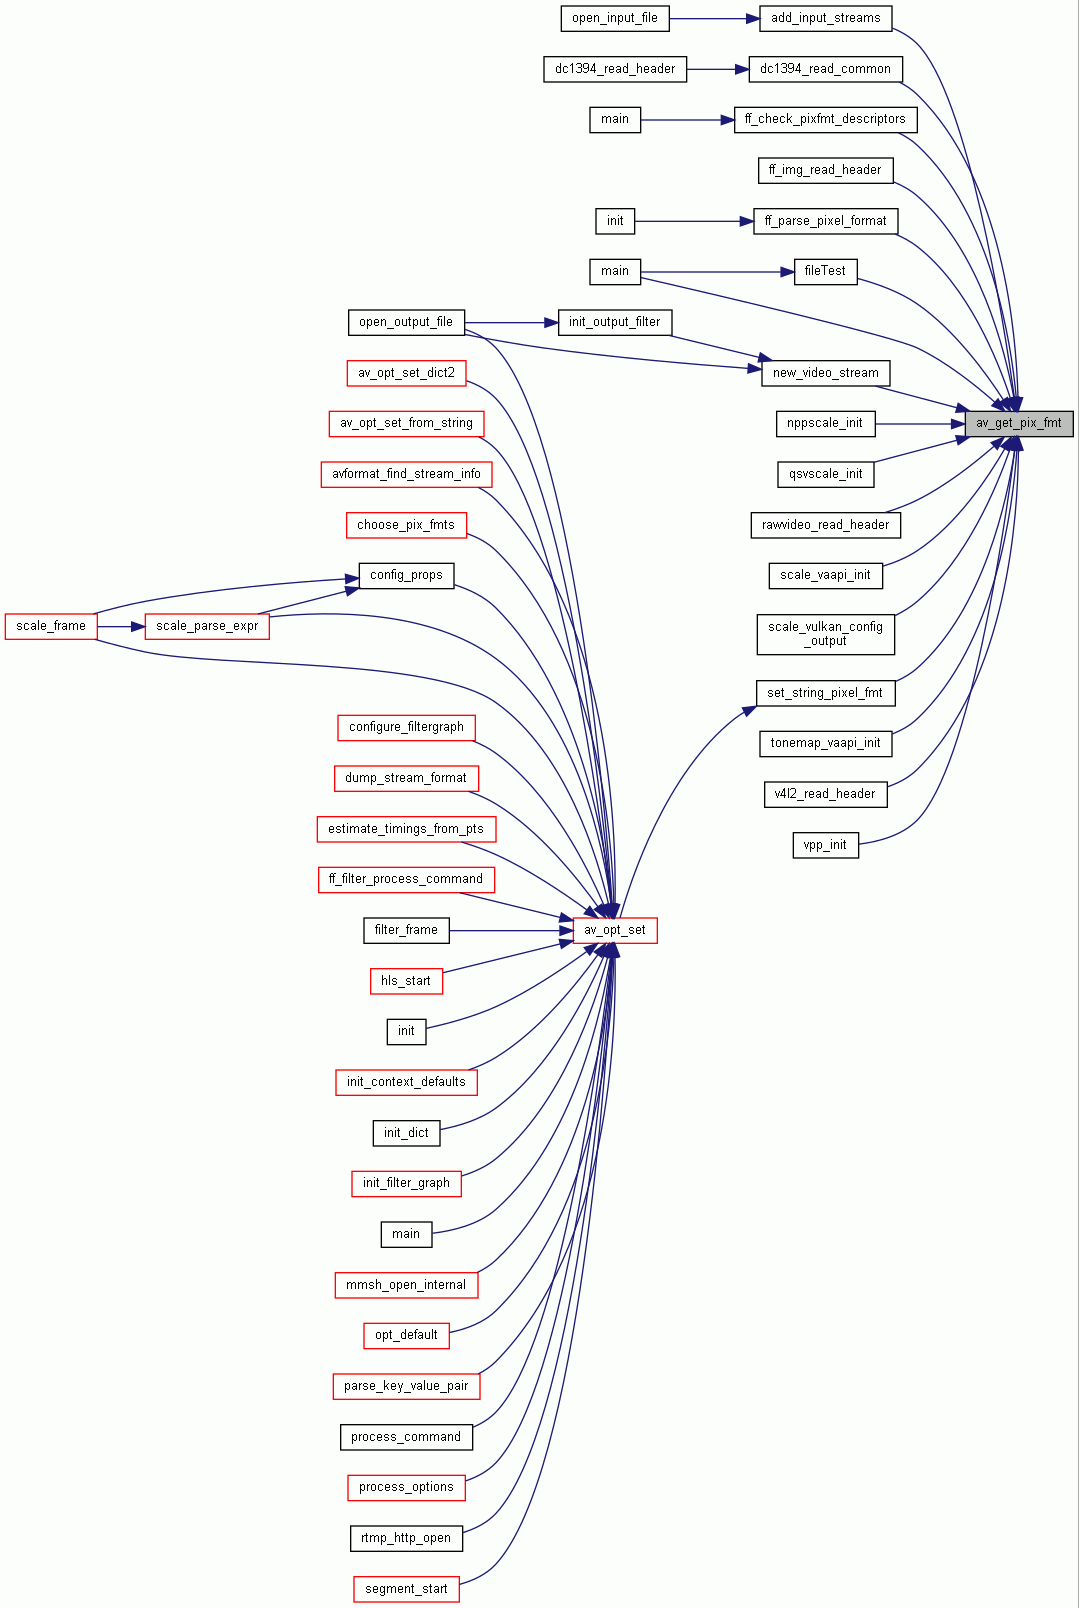 open_input_file
add_input_streams
dc1394_read_header
dc1394_read_common
main
ff_check_pixfmt_descriptors
ff_img_read_header
init
ff_parse_pixel_format
main
fileTest
open_output_file
init_output_filter
new_video_stream
av_opt_set_dict2
av_opt_set_from_string
nppscale_init
av_get_pix_fmt
avformat_find_stream_info
qsvscale_init
choose_pix_fmts
rawvideo_read_header
config_props
scale_vaapi_init
scale_frame
scale_parse_expr
scale_vulkan_config
_output
set_string_pixel_fmt
configure_filtergraph
tonemap_vaapi_init
dump_stream_format
v4l2_read_header
estimate_timings_from_pts
vpp_init
ff_filter_process_command
filter_frame
av_opt_set
hls_start
init
init_context_defaults
init_dict
init_filter_graph
main
mmsh_open_internal
opt_default
parse_key_value_pair
process_command
process_options
rtmp_http_open
segment_start